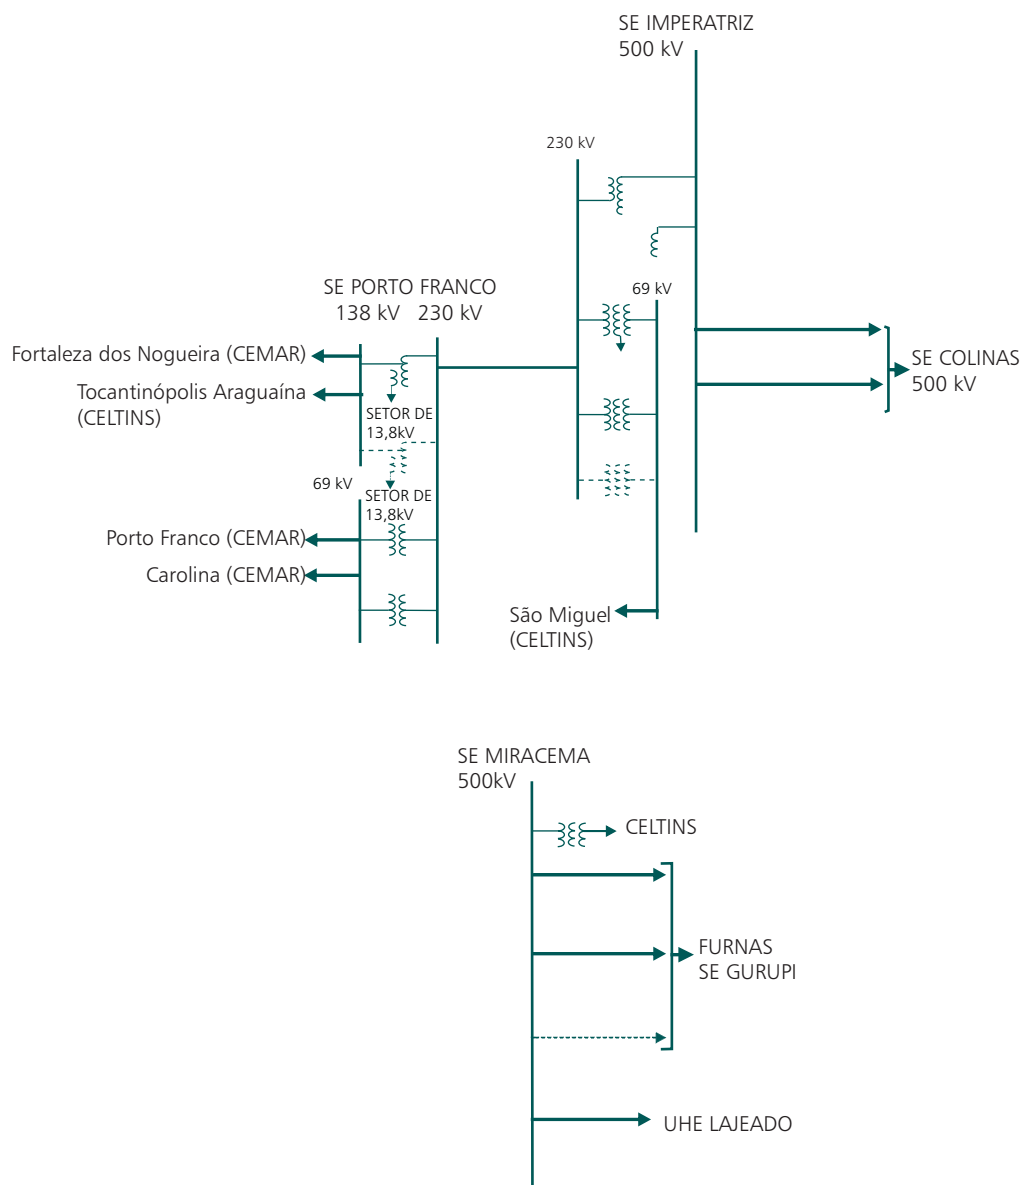 SE IMPERATRIZ
500 kV
230 kV
SE PORTO FRANCO
138 kV 230 kV
69 kV
Fortaleza dos Nogueira (CEMAR)
Tocantinópolis Araguaína
(CELTINS)
SETOR DE
13,8kV
SE COLINAS
500 kV
69 kV
SETOR DE
13,8kV
Porto Franco (CEMAR)
Carolina (CEMAR)
São Miguel
(CELTINS)
SE MIRACEMA
500kV
CELTINS
FURNAS
SE GURUPI
UHE LAJEADO